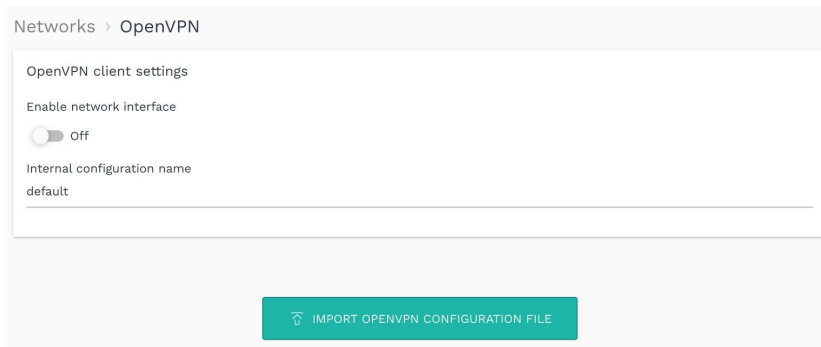 Networks > OpenVPN
OpenVPN client settings
Enable network interface
Off
Internal configuration name
default
IMPORT OPENVPN CONFIGURATION FILE